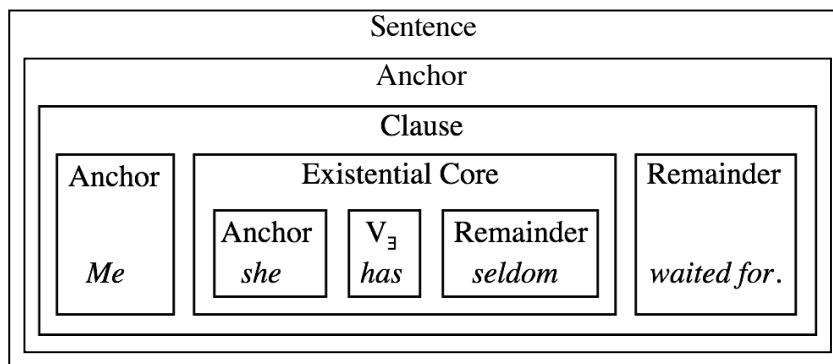 Sentence
Anchor
Clause
Anchor Existential Core Remainder
Anchor V∃ Remainder
Me she has seldom waited for.